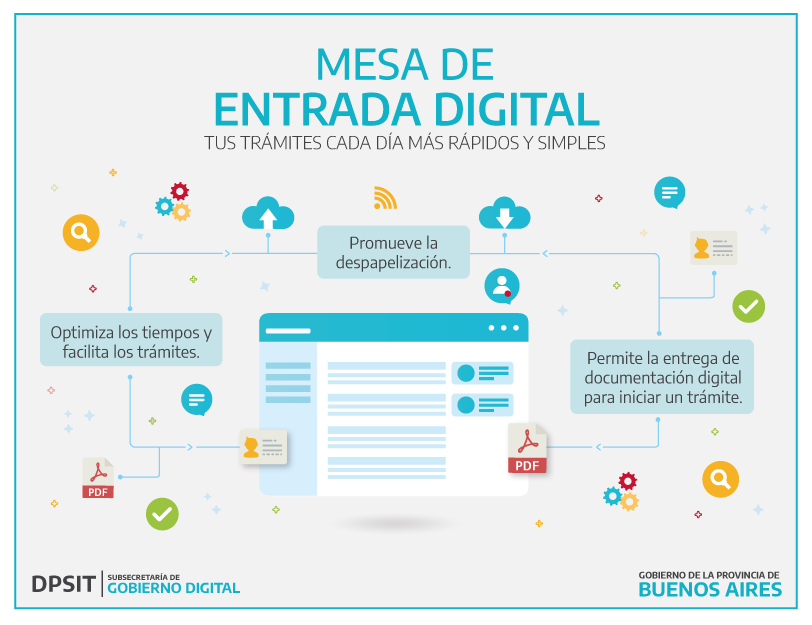 MESA DE
ENTRADA DIGITAL
TUS TRÁMITES CADA DÍA MÁS RÁPIDOS Y SIMPLES
Promueve la
despapelización.
Optimiza los tiempos y
facilita los trámites.
Permite la entrega de
documentación digital
para iniciar un trámite.
PDF
PDF
DPSIT
SUBSECRETARÍA DE
GOBIERNO DIGITAL
GOBIERNO DE LA PROVINCIA DE
BUENOS AIRES